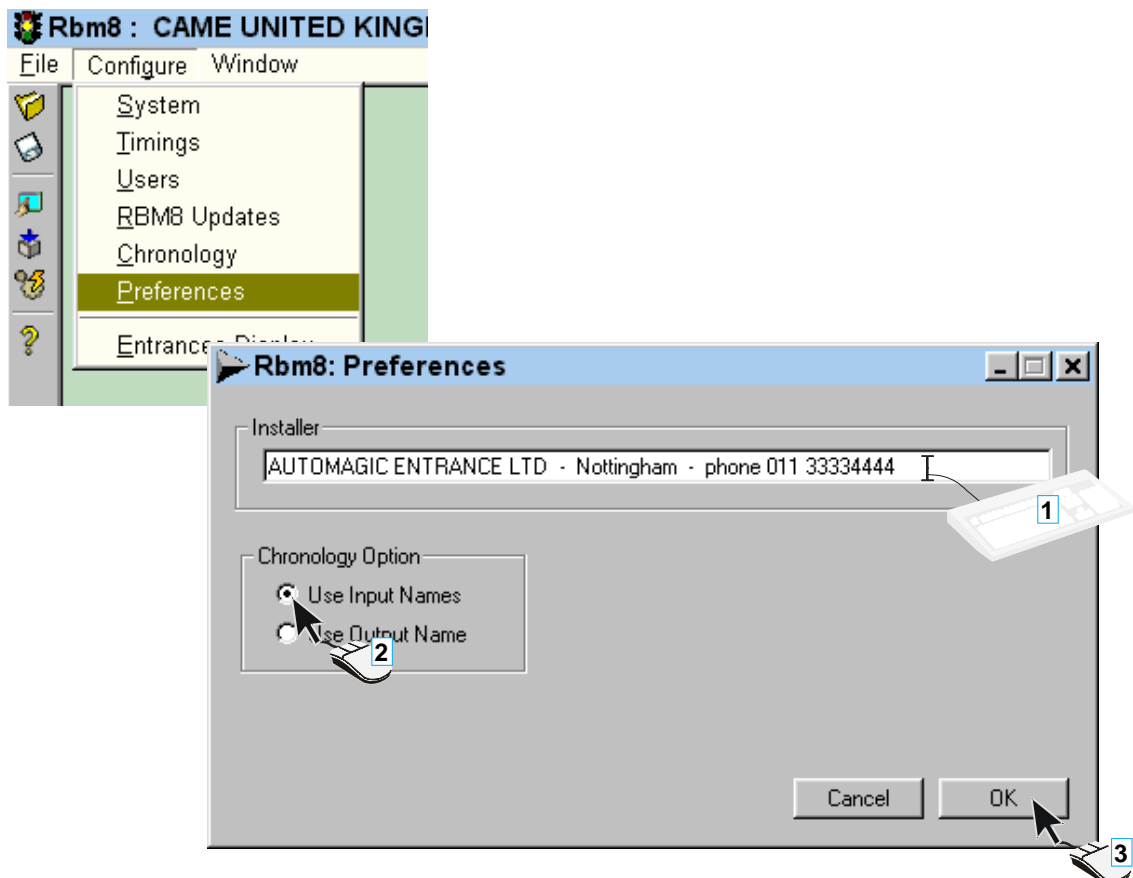 Rbm8 : CAME UNITED
File Configure Window
System
Timings
Users
RBM8 Updates
Chronology
Preferences
Entrances
Rbm8: Preferences
Installer
AUTOMAGIC ENTRANCE LTD - Nottingham - phone 011 33334444
1
Chronology Option
Use Input Names
Use Output Name
2
Cancel OK
3